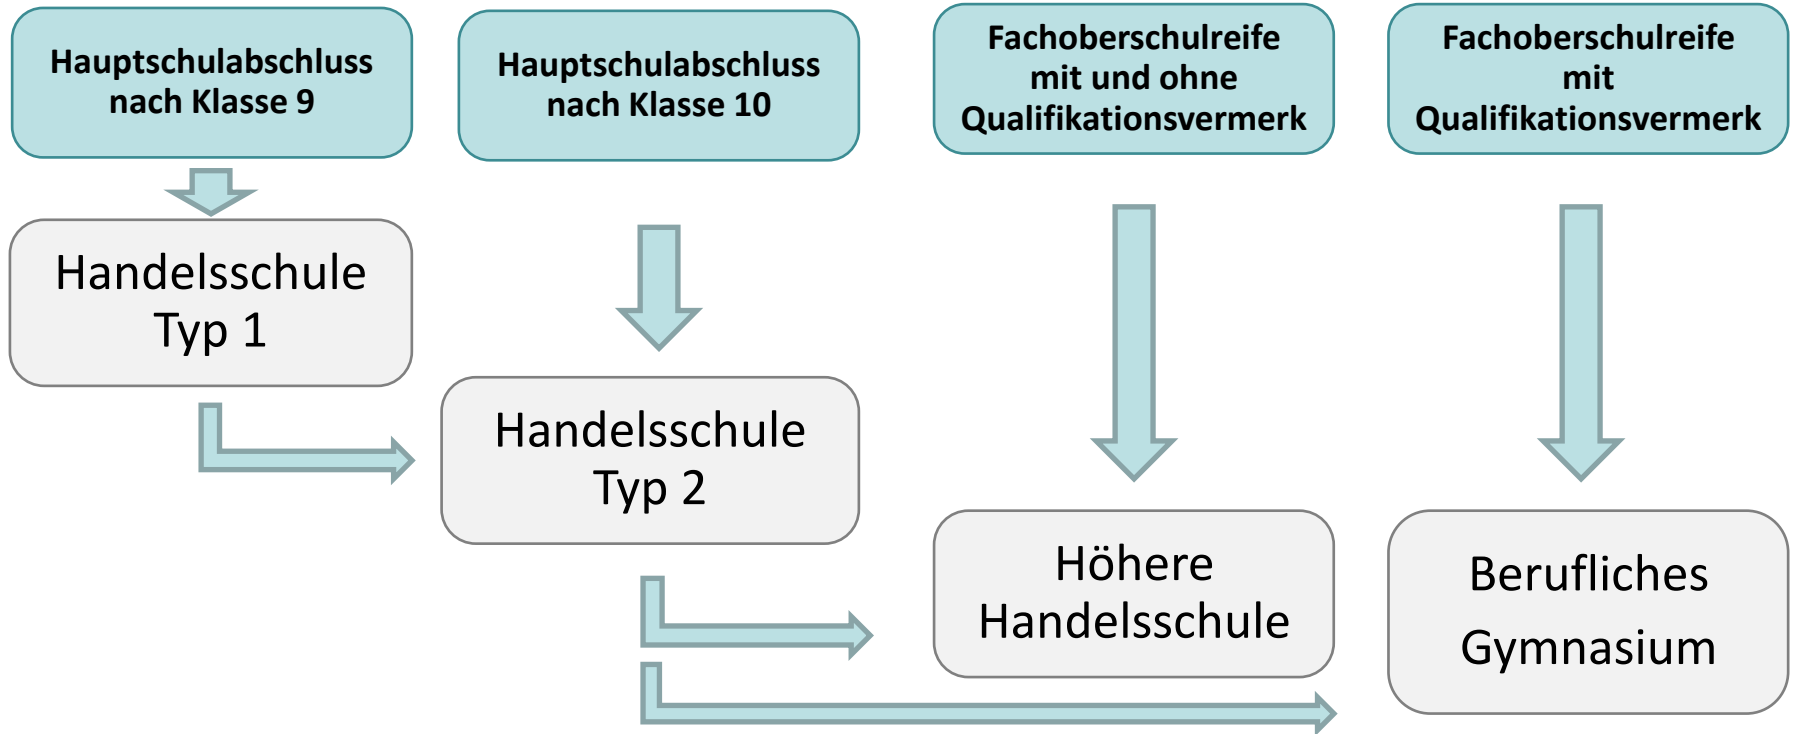 Hauptschulabschluss
nach Klasse 9
Hauptschulabschluss
nach Klasse 10
Fachoberschulreife
mit und ohne
Qualifikationsvermerk
Fachoberschulreife
mit
Qualifikationsvermerk
Handelsschule
Typ 1
Handelsschule
Typ 2
Höhere
Handelsschule
Berufliches
Gymnasium